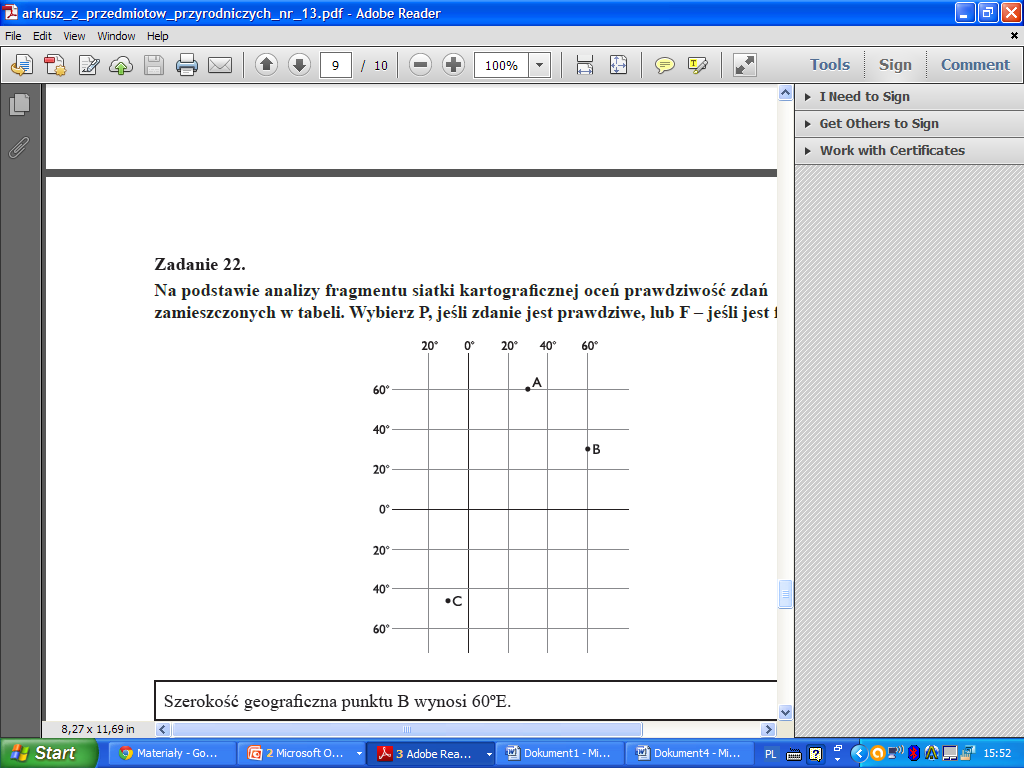 arkusz_z_przedmiotow_przyrodniczych_nr_13.pdf - Adobe Reader
File Edit View Window Help
9 / 10 100% Tools Sign Comment
I Need to Sign
Get Others to Sign
Work with Certificates
Zadanie 22.
Na podstawie analizy fragmentu siatki kartograficznej oceń prawdziwość zdań
zamieszczonych w tabeli. Wybierz P, jeśli zdanie jest prawdziwe, lub F – jeśli jest f
20° 0° 20° 40° 60°
A
60°
40°
B
20°
0°
20°
40°
C
60°
Szerokość geograficzna punktu B wynosi 60°E.
8,27 x 11,69 in
Start Materiały - Go... 2 Microsoft O... 3 Adobe Rea... Dokument1 - Mi... Dokument4 - Mi... PL 15:52